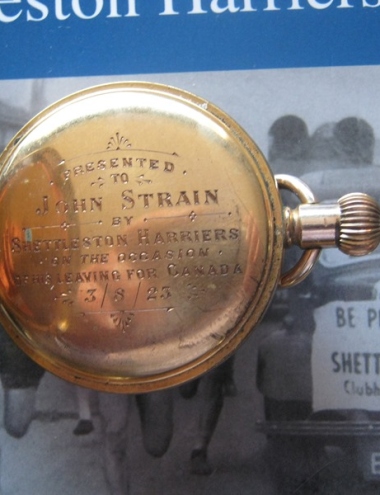 eston Harriers
PRESENTED
TO
JOHN STRAIN
BY
SHETTLESTON HARRIERS
ON THE OCCASION
OF HIS LEAVING FOR CANADA
3/8/23
BE P
SHETT
Clubh
E